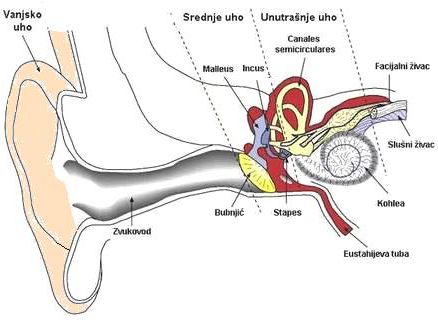 Vanjsko
uho
Srednje uho
Unutrašnje uho
Canales
semicirculares
Malleus
Incus
Facijalni živac
Slušni živac
Kohlea
Bubnjić
Stapes
Zvukovod
Eustahijeva tuba